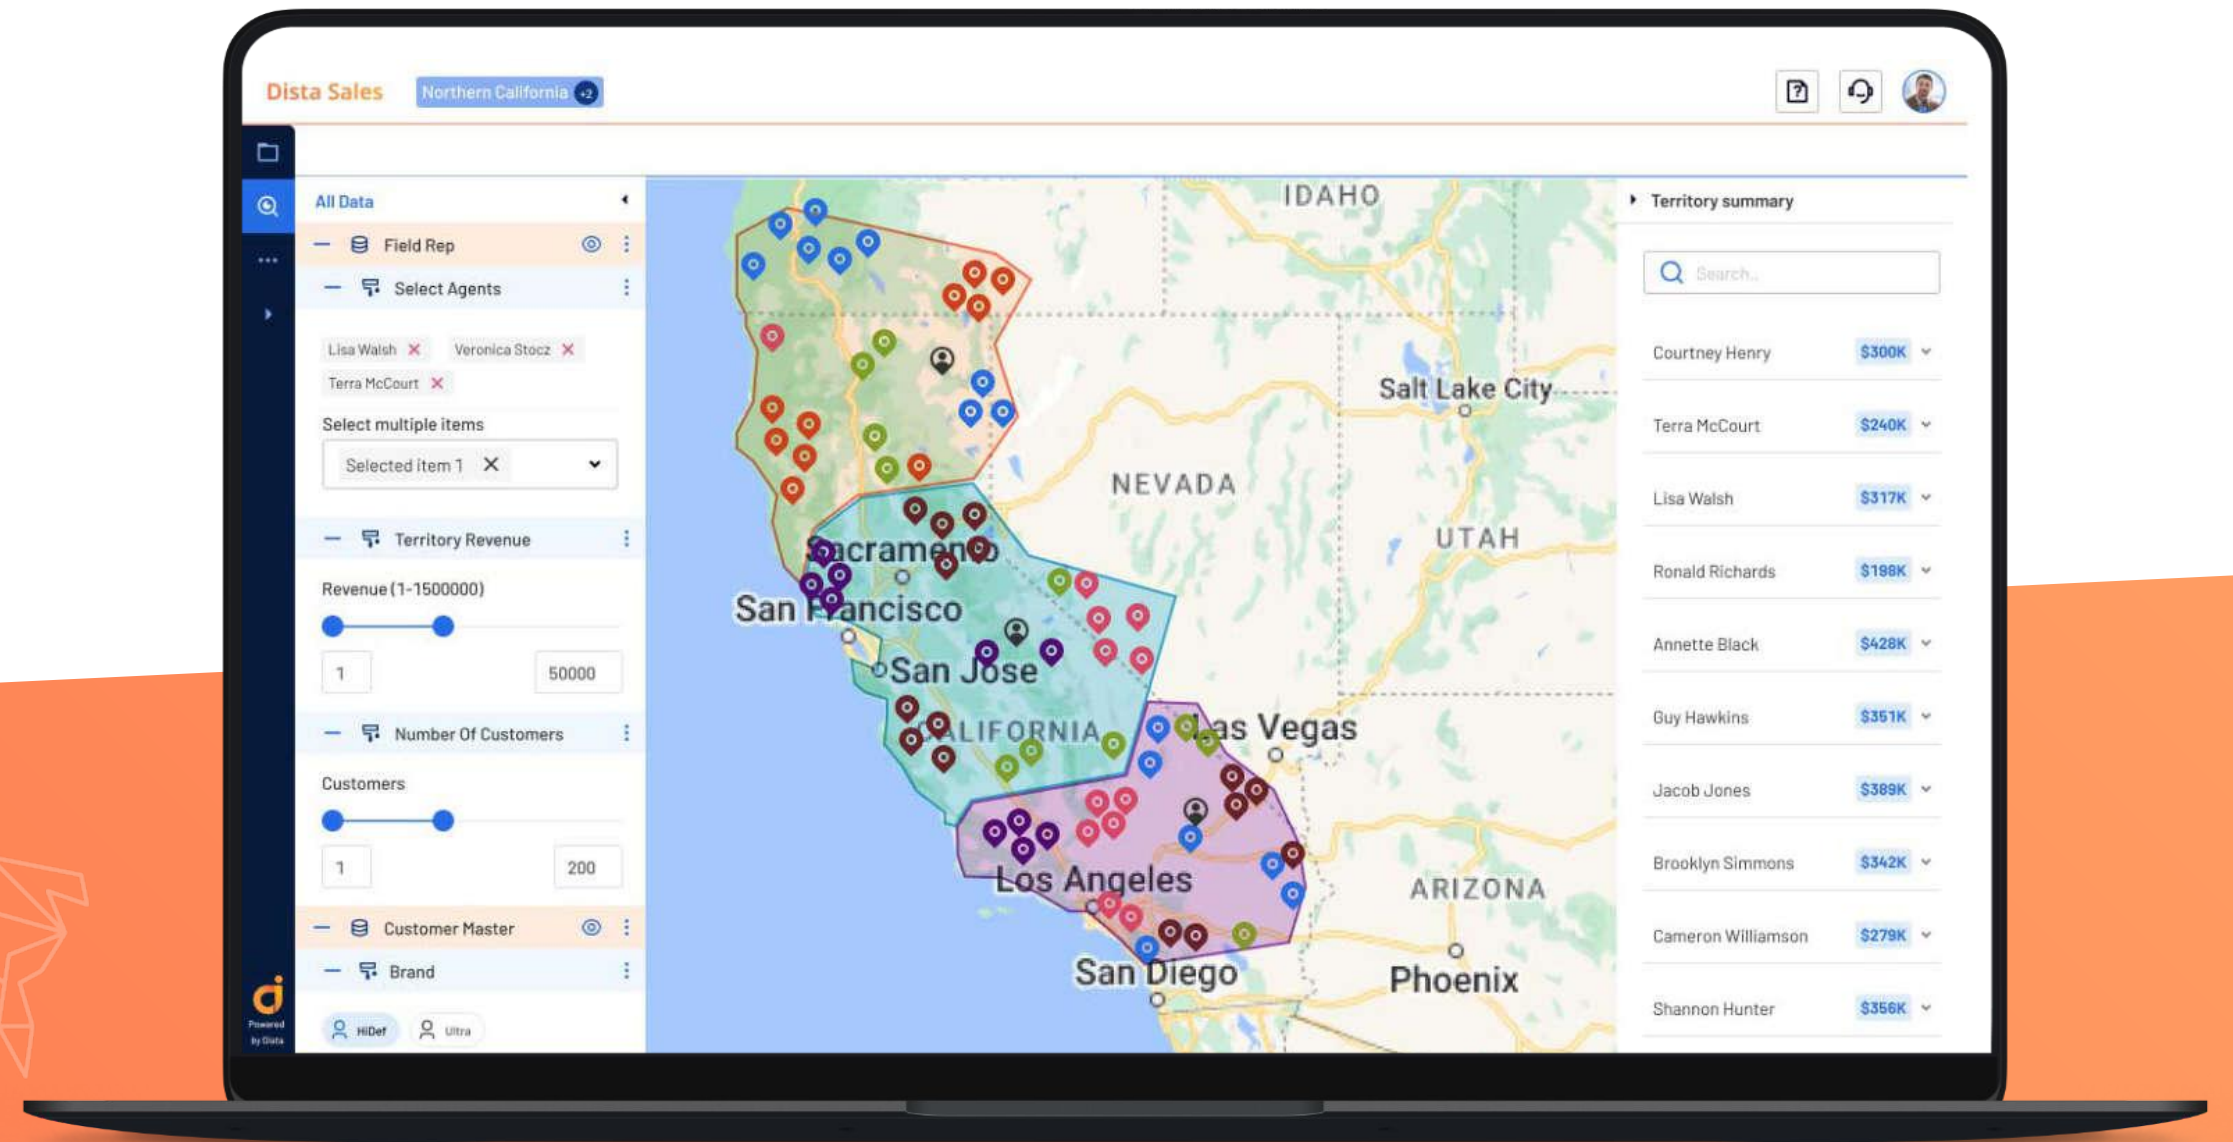 Dista Sales
Northern California +2
All Data
Field Rep
Select Agents
Lisa Walsh
Veronica Stocz
Terra McCourt
Select multiple items
Selected item 1
Territory Revenue
Revenue (1-1500000)
1
50000
Number Of Customers
Customers
1
200
Customer Master
Brand
HiDef
Ultra
Powered
by Dista
IDAHO
Salt Lake City
NEVADA
UTAH
Sacramento
San Francisco
San Jose
CALIFORNIA
Las Vegas
Los Angeles
ARIZONA
San Diego
Phoenix
Territory summary
Search..
Courtney Henry $300K
Terra McCourt $240K
Lisa Walsh $317K
Ronald Richards $198K
Annette Black $428K
Guy Hawkins $351K
Jacob Jones $389K
Brooklyn Simmons $342K
Cameron Williamson $279K
Shannon Hunter $356K